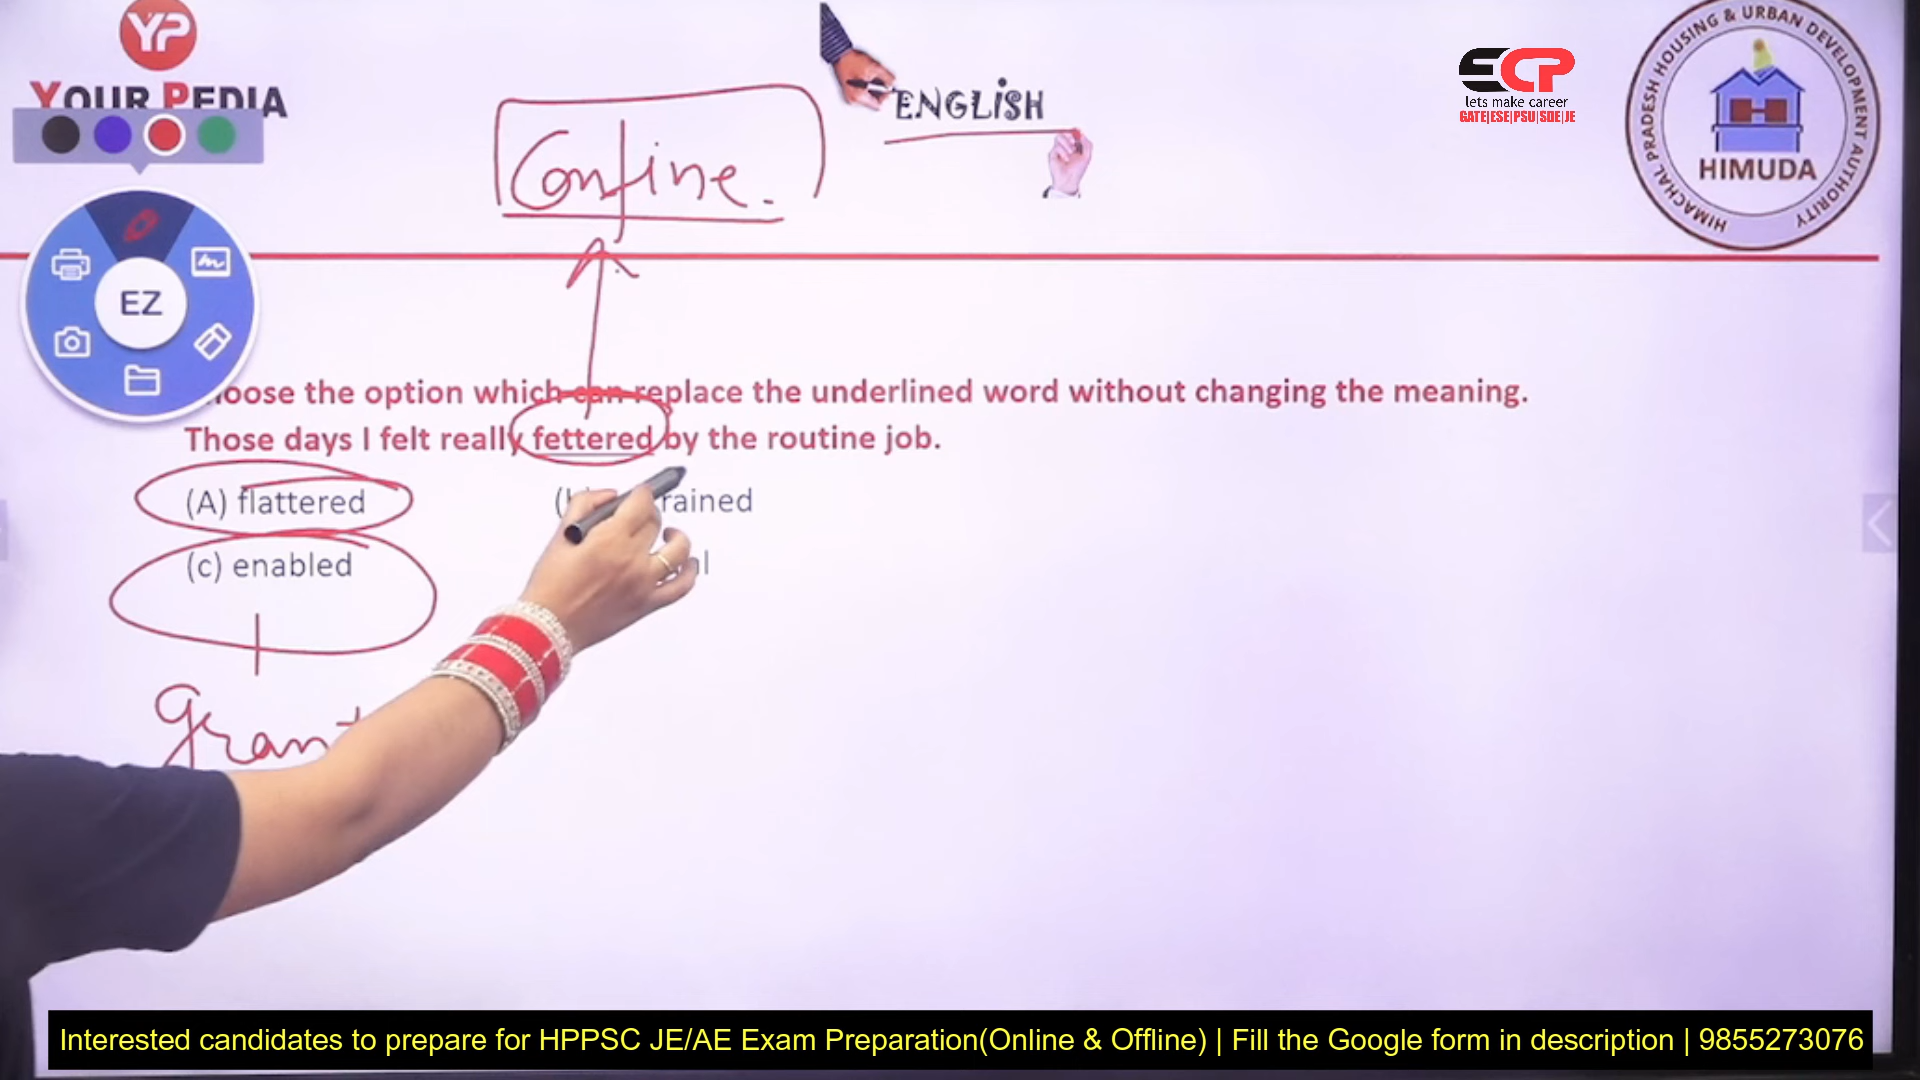 YP
YOUR PEDIA
Confine.
ENGLISH
ECP
lets make career
GATE|ESE|PSU|SDE|JE
HIMACHAL PRADESH HOUSING & URBAN DEVELOPMENT AUTHORITY
HIMUDA
EZ
oose the option which can replace the underlined word without changing the meaning.
Those days I felt really fettered by the routine job.
(A) flattered
rained
(c) enabled
l
Grant
Interested candidates to prepare for HPPSC JE/AE Exam Preparation(Online & Offline) | Fill the Google form in description | 9855273076